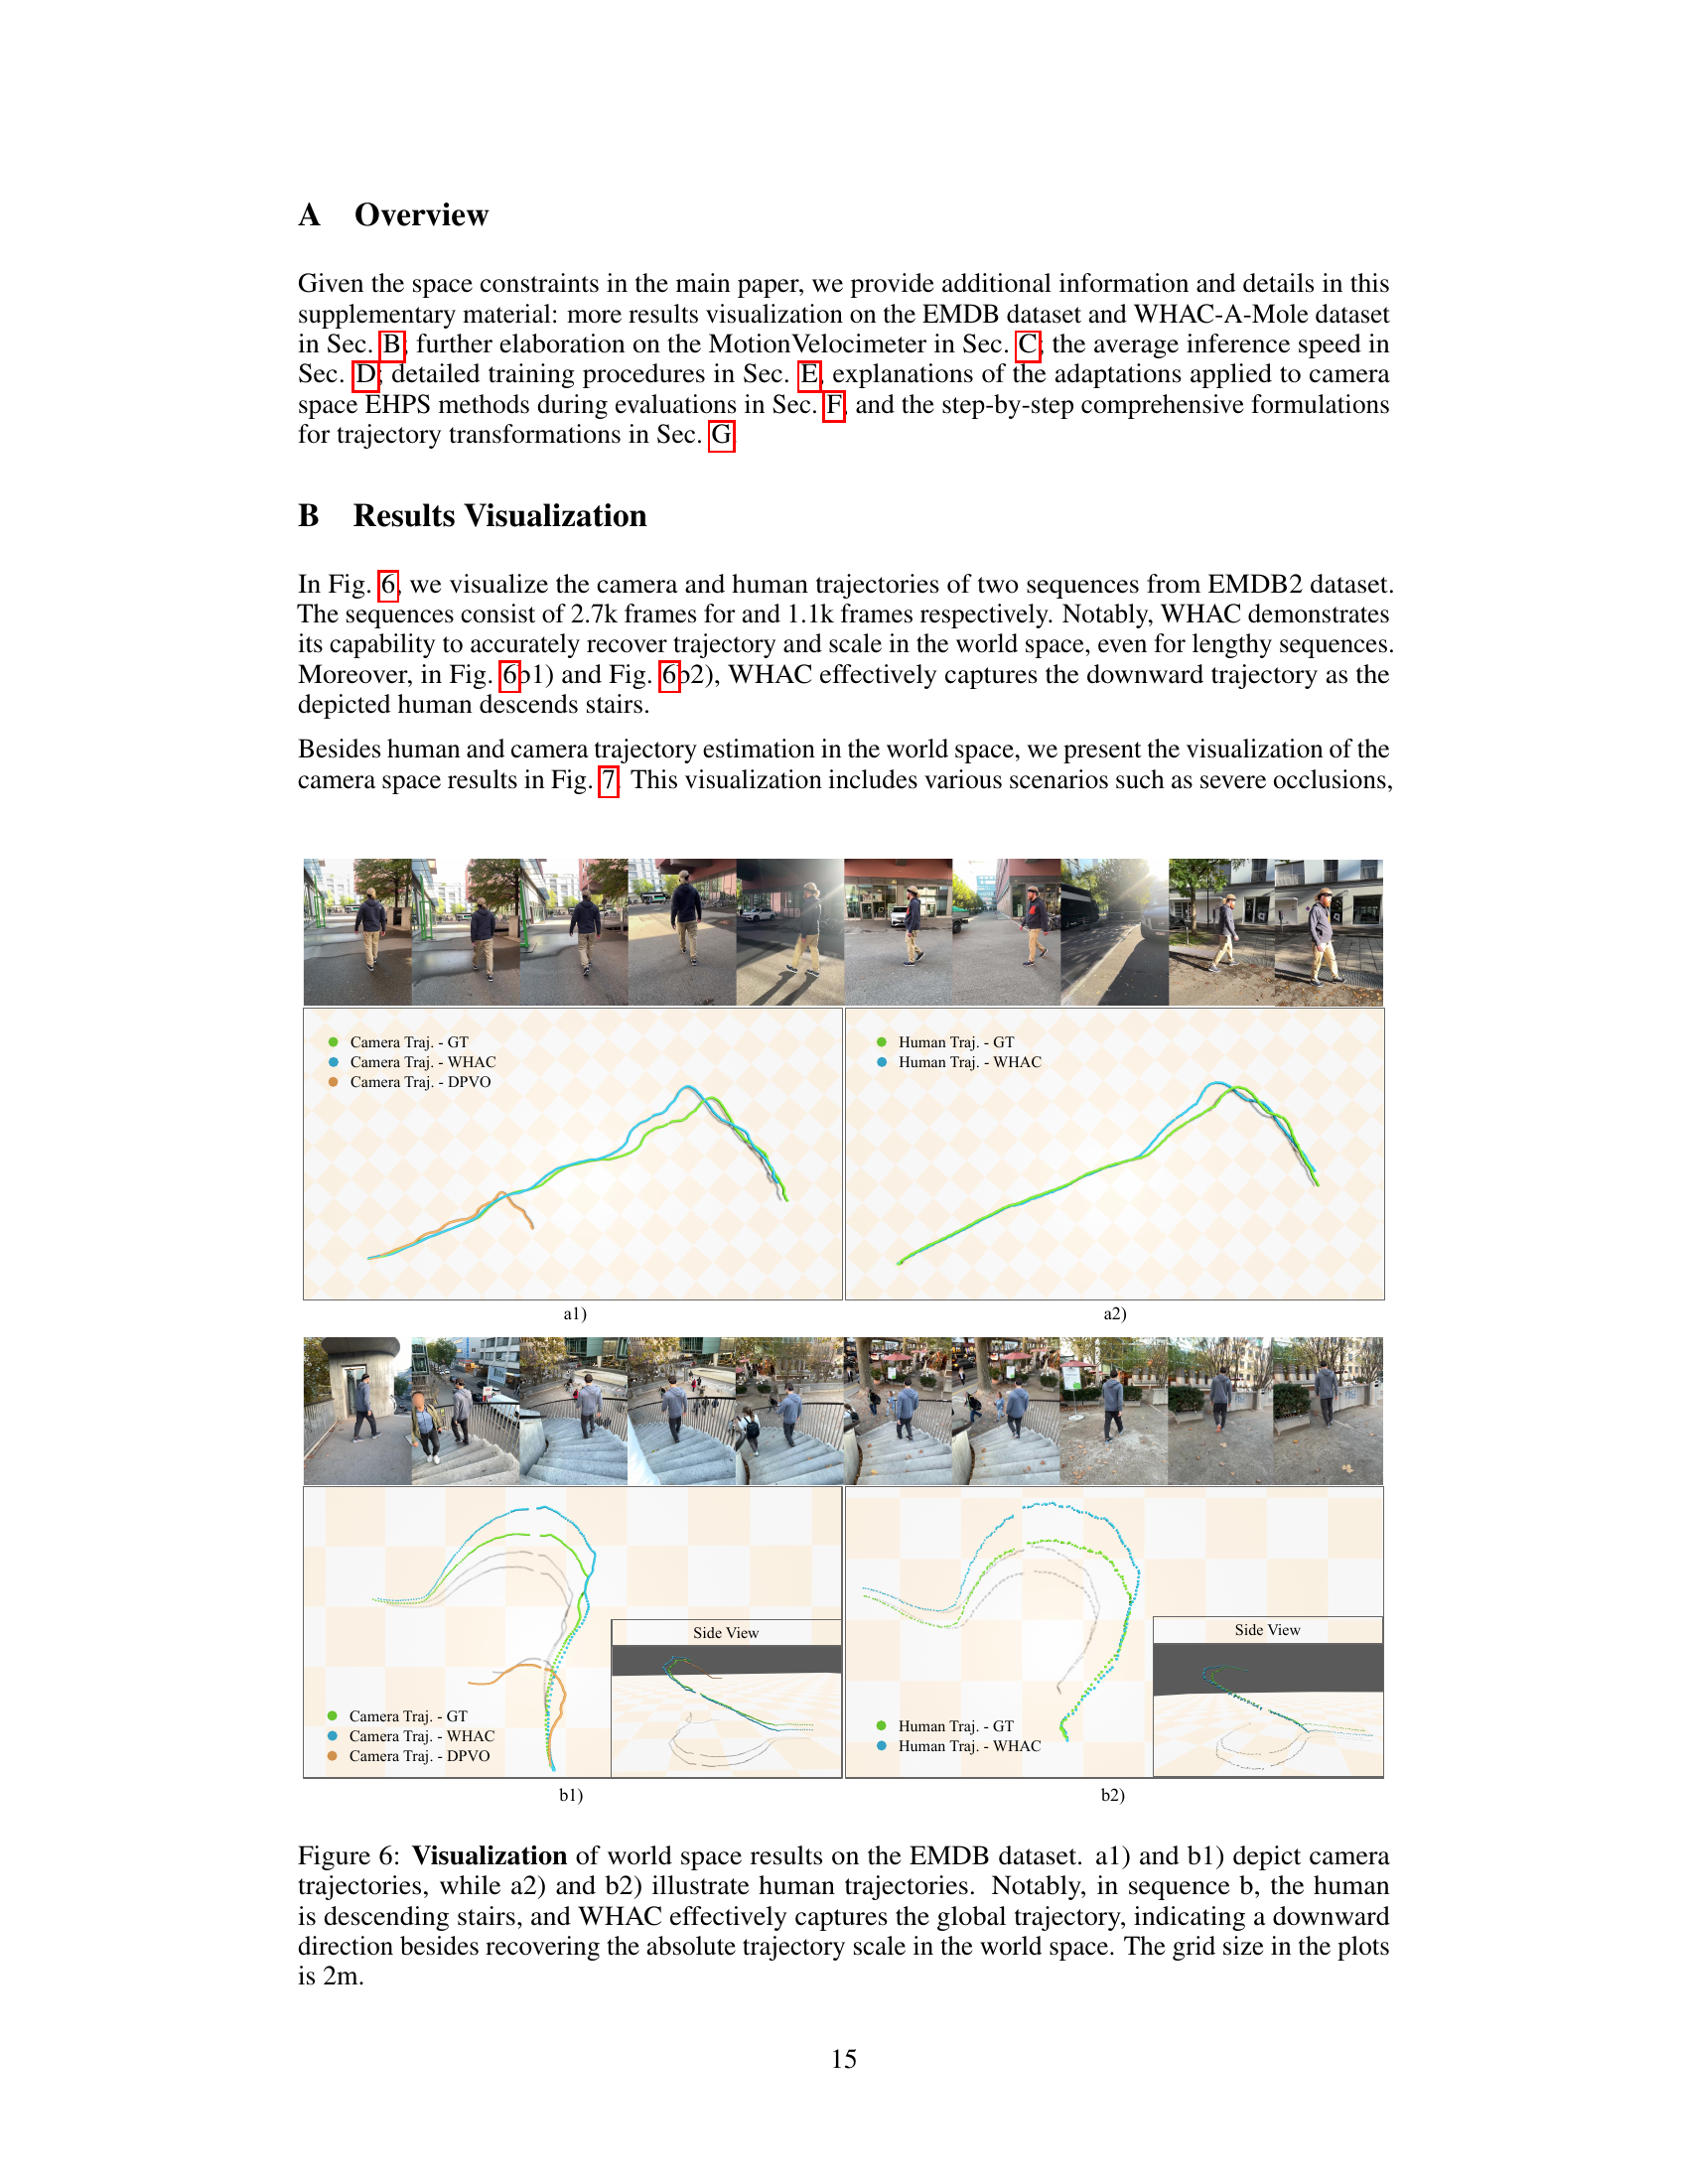 A Overview
Given the space constraints in the main paper, we provide additional information and details in this
supplementary material: more results visualization on the EMDB dataset and WHAC-A-Mole dataset
in Sec. B; further elaboration on the MotionVelocimeter in Sec. C; the average inference speed in
Sec. D; detailed training procedures in Sec. E, explanations of the adaptations applied to camera
space EHPS methods during evaluations in Sec. F, and the step-by-step comprehensive formulations
for trajectory transformations in Sec. G.
B Results Visualization
In Fig. 6, we visualize the camera and human trajectories of two sequences from EMDB2 dataset.
The sequences consist of 2.7k frames for and 1.1k frames respectively. Notably, WHAC demonstrates
its capability to accurately recover trajectory and scale in the world space, even for lengthy sequences.
Moreover, in Fig. 6b1) and Fig. 6b2), WHAC effectively captures the downward trajectory as the
depicted human descends stairs.
Besides human and camera trajectory estimation in the world space, we present the visualization of the
camera space results in Fig. 7. This visualization includes various scenarios such as severe occlusions,
Camera Traj. - GT
Camera Traj. - WHAC
Camera Traj. - DPVO
Human Traj. - GT
Human Traj. - WHAC
a1)
a2)
Side View
Camera Traj. - GT
Camera Traj. - WHAC
Camera Traj. - DPVO
Side View
Human Traj. - GT
Human Traj. - WHAC
b1)
b2)
Figure 6: Visualization of world space results on the EMDB dataset. a1) and b1) depict camera
trajectories, while a2) and b2) illustrate human trajectories. Notably, in sequence b, the human
is descending stairs, and WHAC effectively captures the global trajectory, indicating a downward
direction besides recovering the absolute trajectory scale in the world space. The grid size in the plots
is 2m.
15